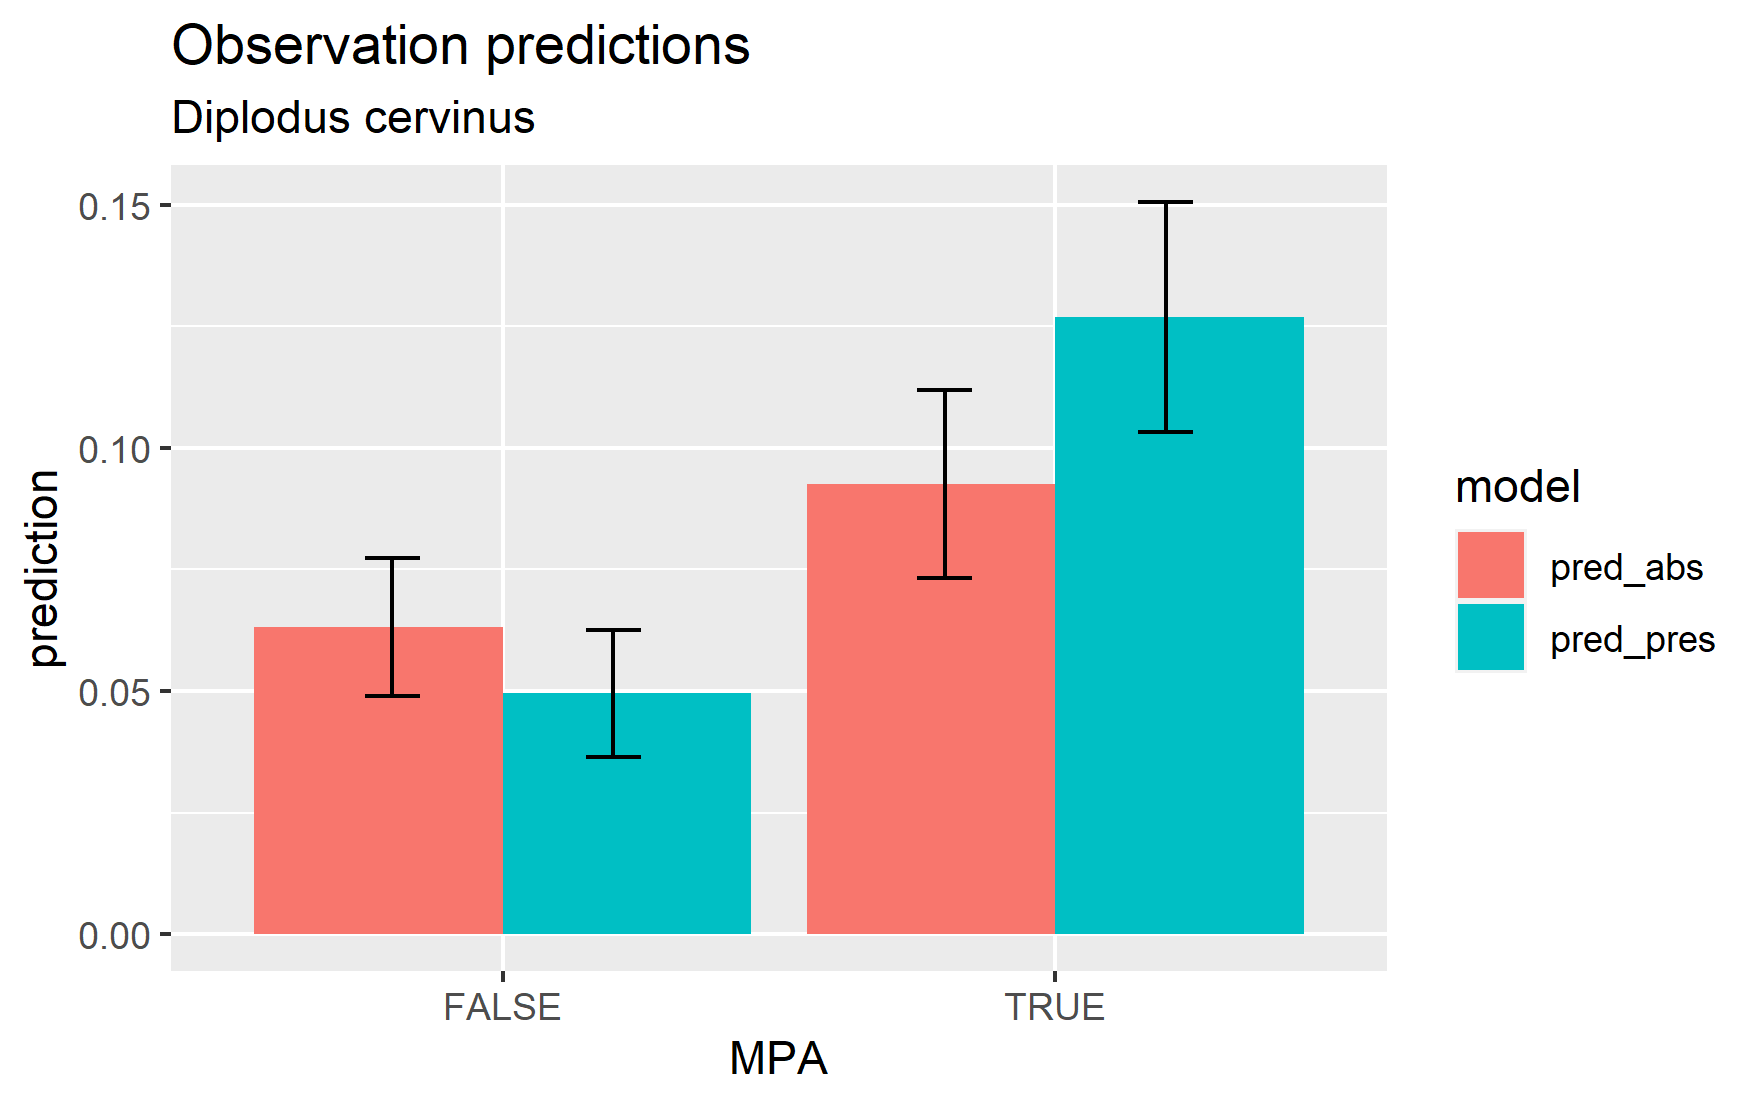 Observation predictions
Diplodus cervinus
0.15
0.10
0.05
0.00
prediction
FALSE
TRUE
MPA
model
pred_abs
pred_pres